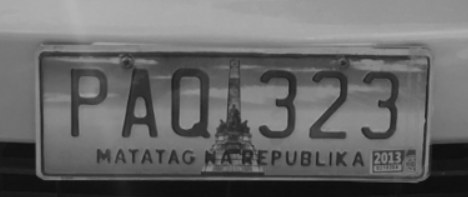 PAQ 323
MATATAG NA REPUBLIKA 2013